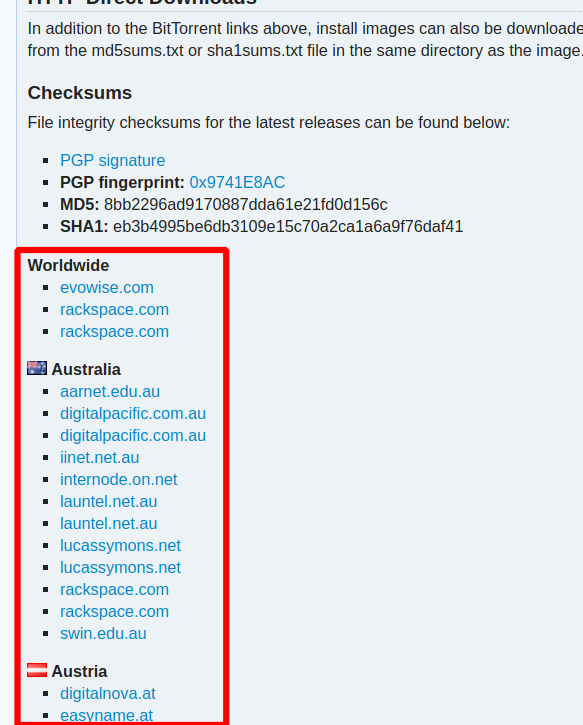 HTTP Direct Downloads
In addition to the BitTorrent links above, install images can also be downloade
from the md5sums.txt or sha1sums.txt file in the same directory as the image.
Checksums
File integrity checksums for the latest releases can be found below:
PGP signature
PGP fingerprint: 0x9741E8AC
MD5: 8bb2296ad9170887dda61e21fd0d156c
SHA1: eb3b4995be6db3109e15c70a2ca1a6a9f76daf41
Worldwide
evowise.com
rackspace.com
rackspace.com
Australia
aarnet.edu.au
digitalpacific.com.au
digitalpacific.com.au
iinet.net.au
internode.on.net
launtel.net.au
launtel.net.au
lucassymons.net
lucassymons.net
rackspace.com
rackspace.com
swin.edu.au
Austria
digitalnova.at
easyname.at